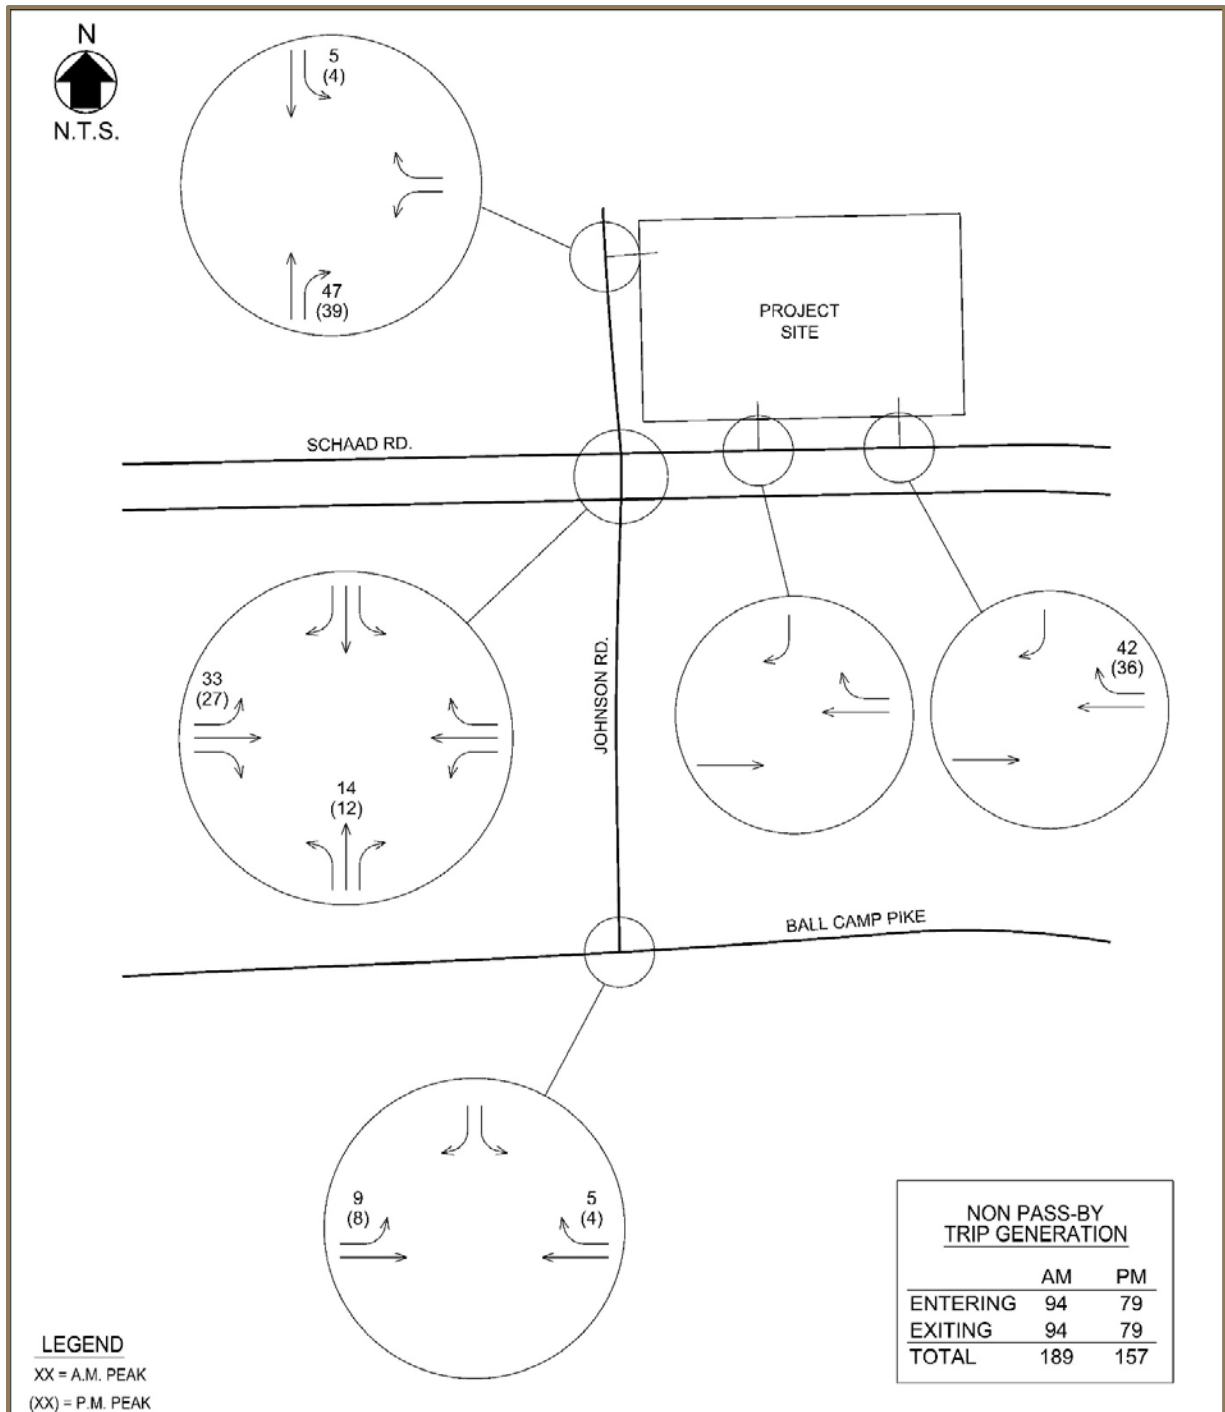 N
N.T.S.
5
(4)
47
(39)
PROJECT
SITE
SCHAAD RD.
JOHNSON RD.
33
(27)
14
(12)
42
(36)
BALL CAMP PIKE
9
(8)
5
(4)
NON PASS-BY
TRIP GENERATION
AM PM
ENTERING 94 79
EXITING 94 79
TOTAL 189 157
LEGEND
XX = A.M. PEAK
(XX) = P.M. PEAK